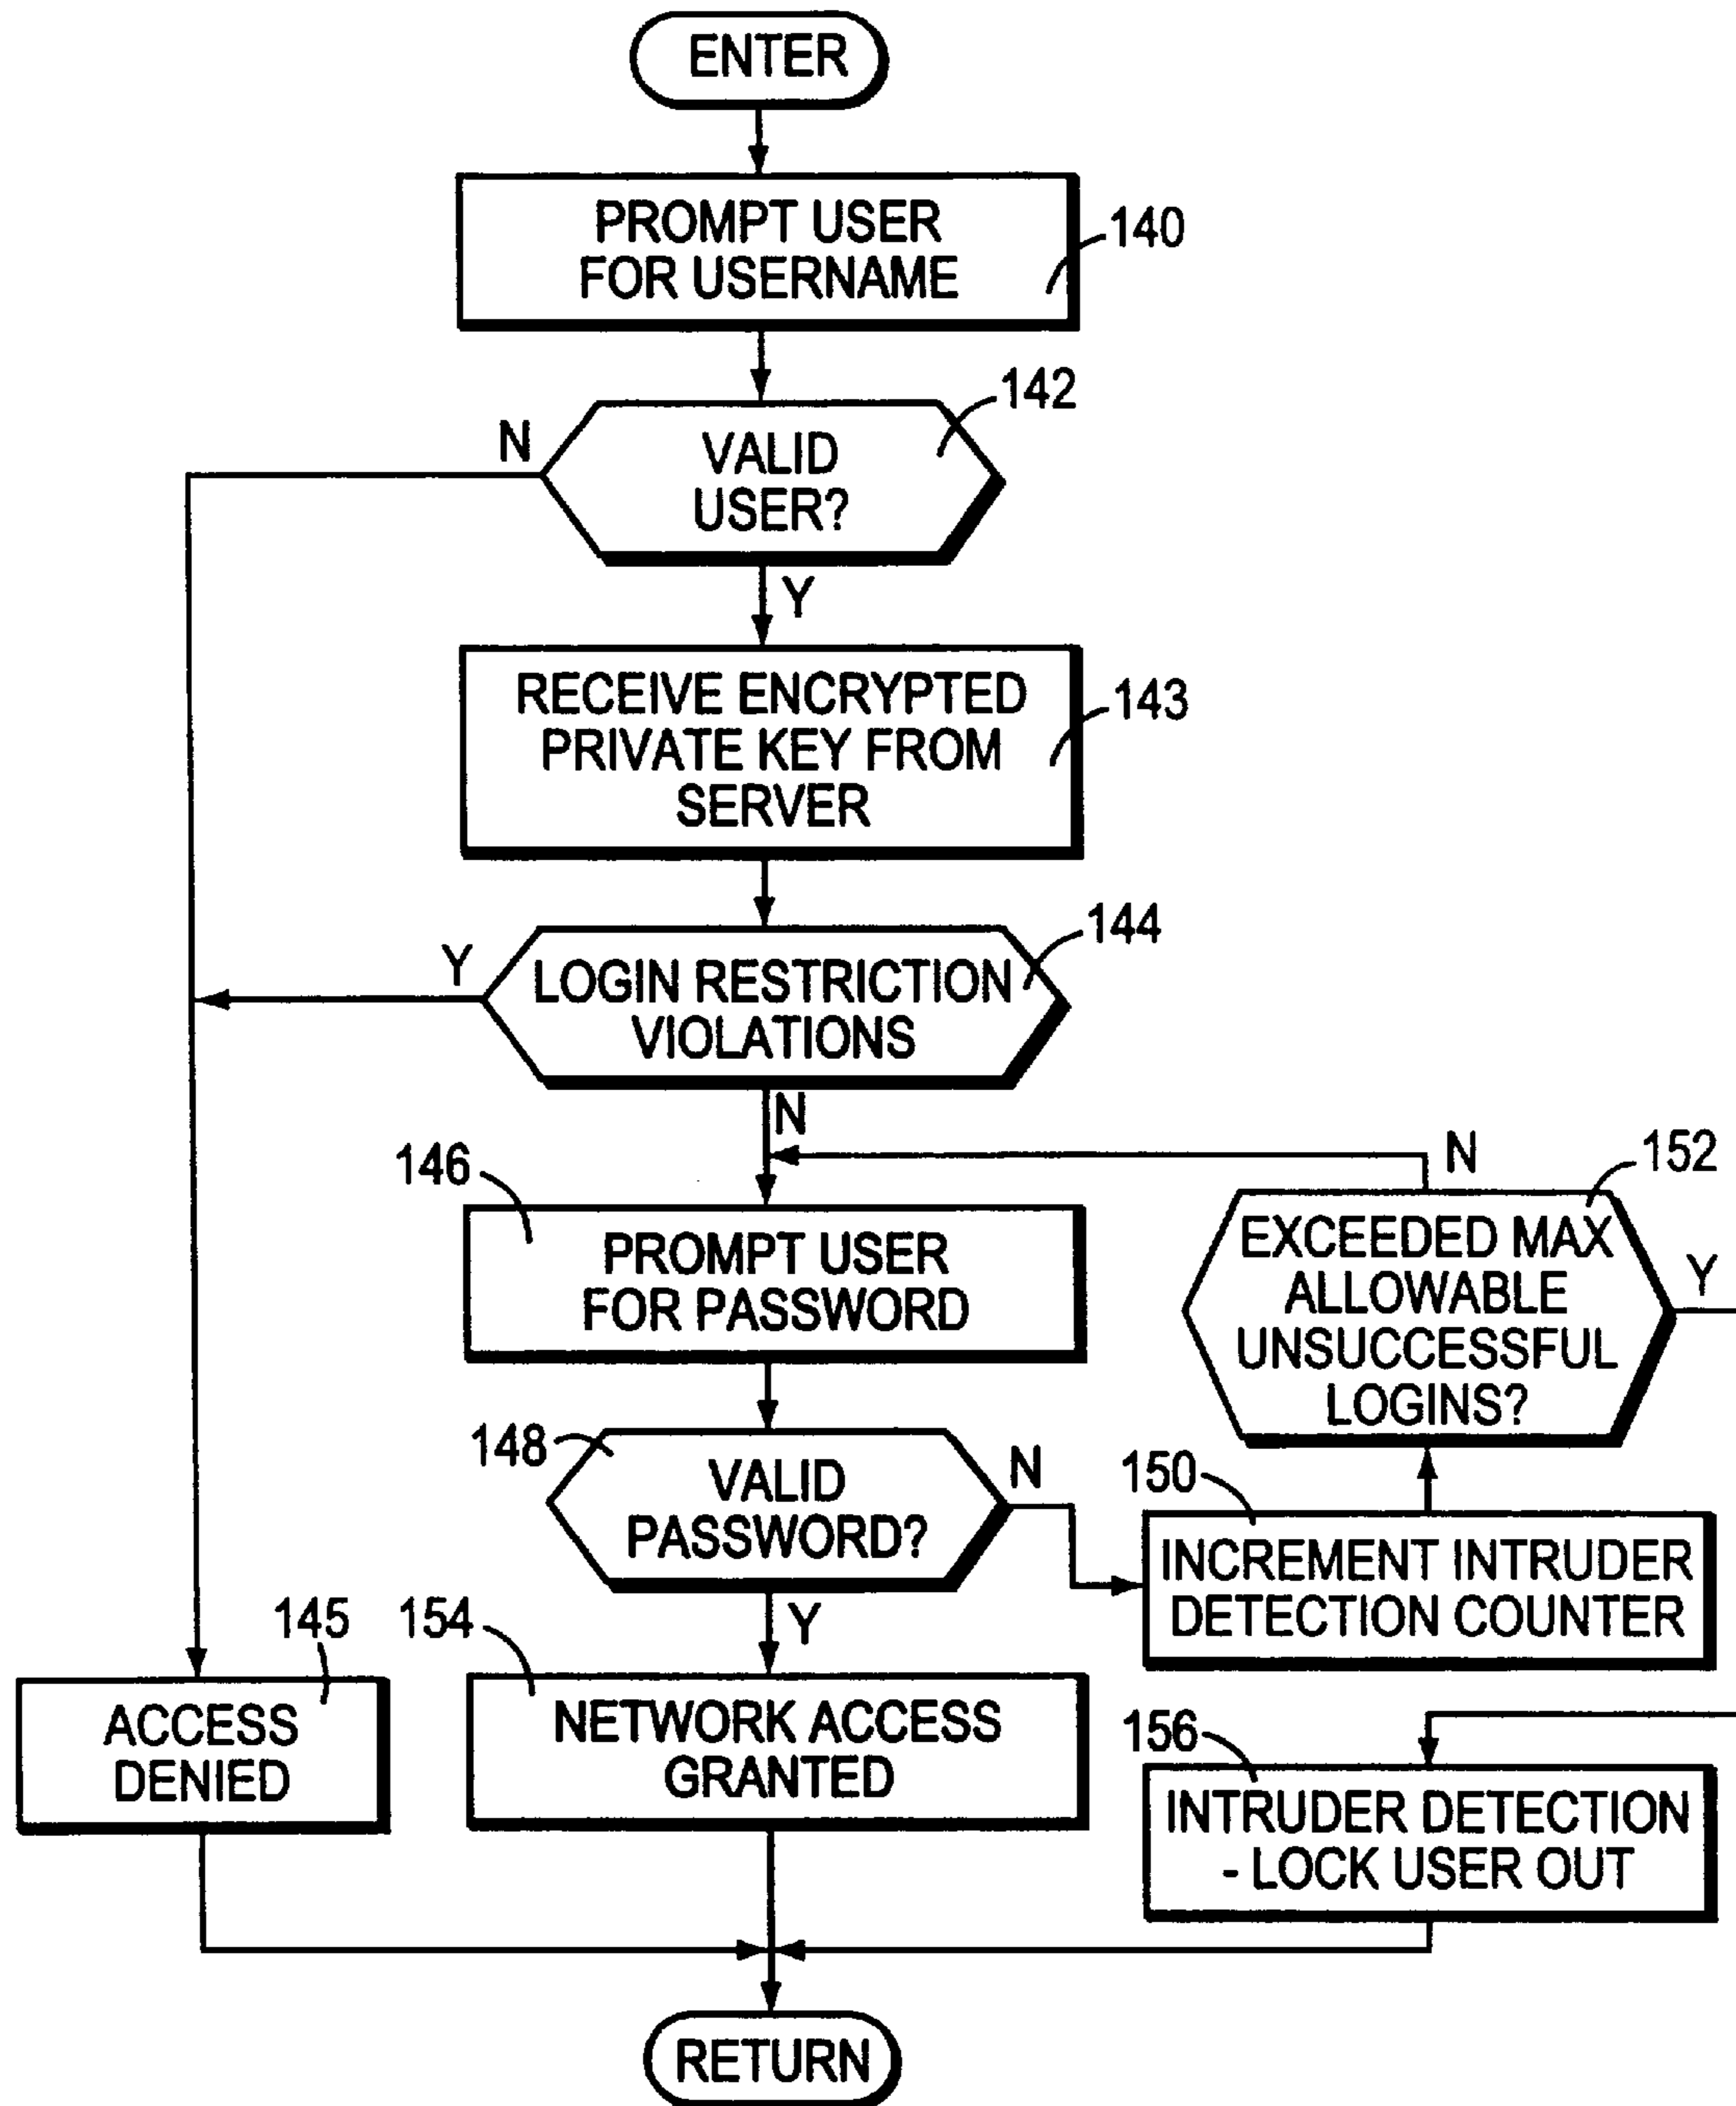 ENTER
PROMPT USER
FOR USERNAME
140
142
N
VALID
USER?
Y
RECEIVE ENCRYPTED
PRIVATE KEY FROM
SERVER
143
144
Y
LOGIN RESTRICTION
VIOLATIONS
N
146
PROMPT USER
FOR PASSWORD
N
152
EXCEEDED MAX
ALLOWABLE
UNSUCCESSFUL
LOGINS?
Y
148
VALID
PASSWORD?
N
150
INCREMENT INTRUDER
DETECTION COUNTER
Y
145
ACCESS
DENIED
154
NETWORK ACCESS
GRANTED
156
INTRUDER DETECTION
- LOCK USER OUT
RETURN